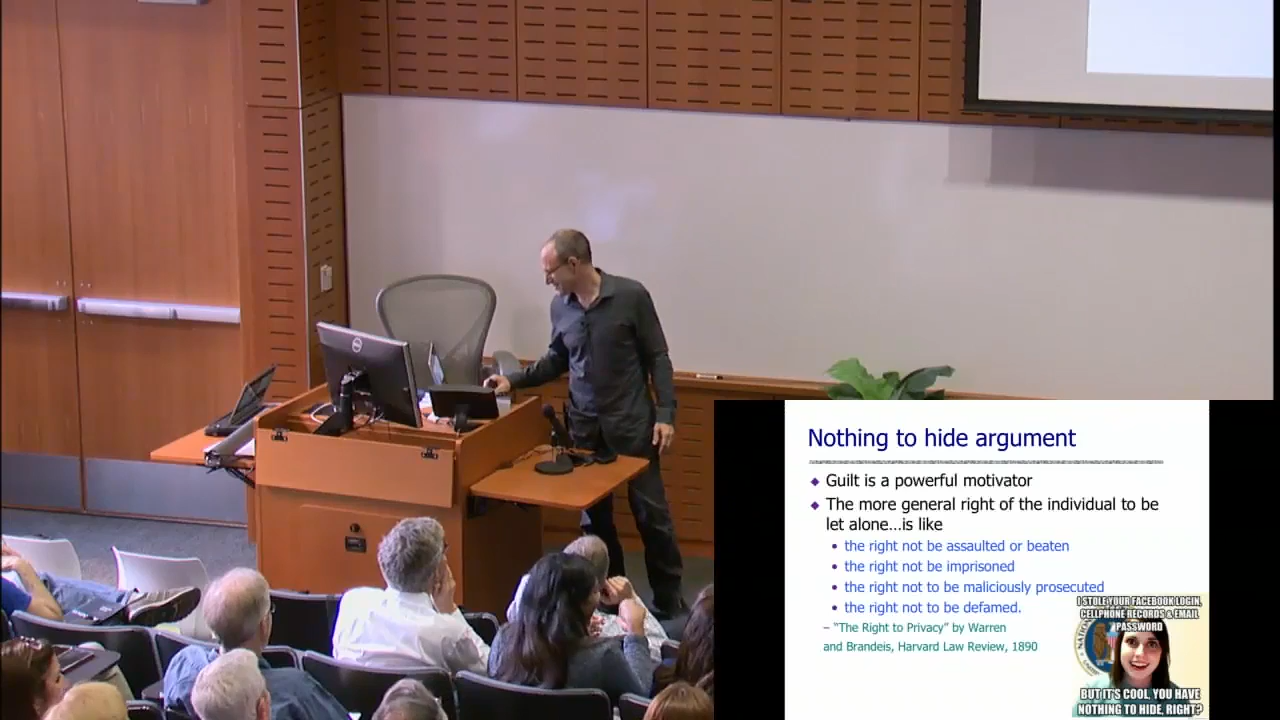 DELL
Nothing to hide argument
Guilt is a powerful motivator
The more general right of the individual to be
let alone...is like
the right not be assaulted or beaten
the right not be imprisoned
the right not to be maliciously prosecuted
the right not to be defamed.
– “The Right to Privacy” by Warren
and Brandeis, Harvard Law Review, 1890
I STOLE YOUR FACEBOOK LOGIN,
CELLPHONE RECORDS & EMAIL
PASSWORD
BUT IT'S COOL, YOU HAVE
NOTHING TO HIDE, RIGHT?